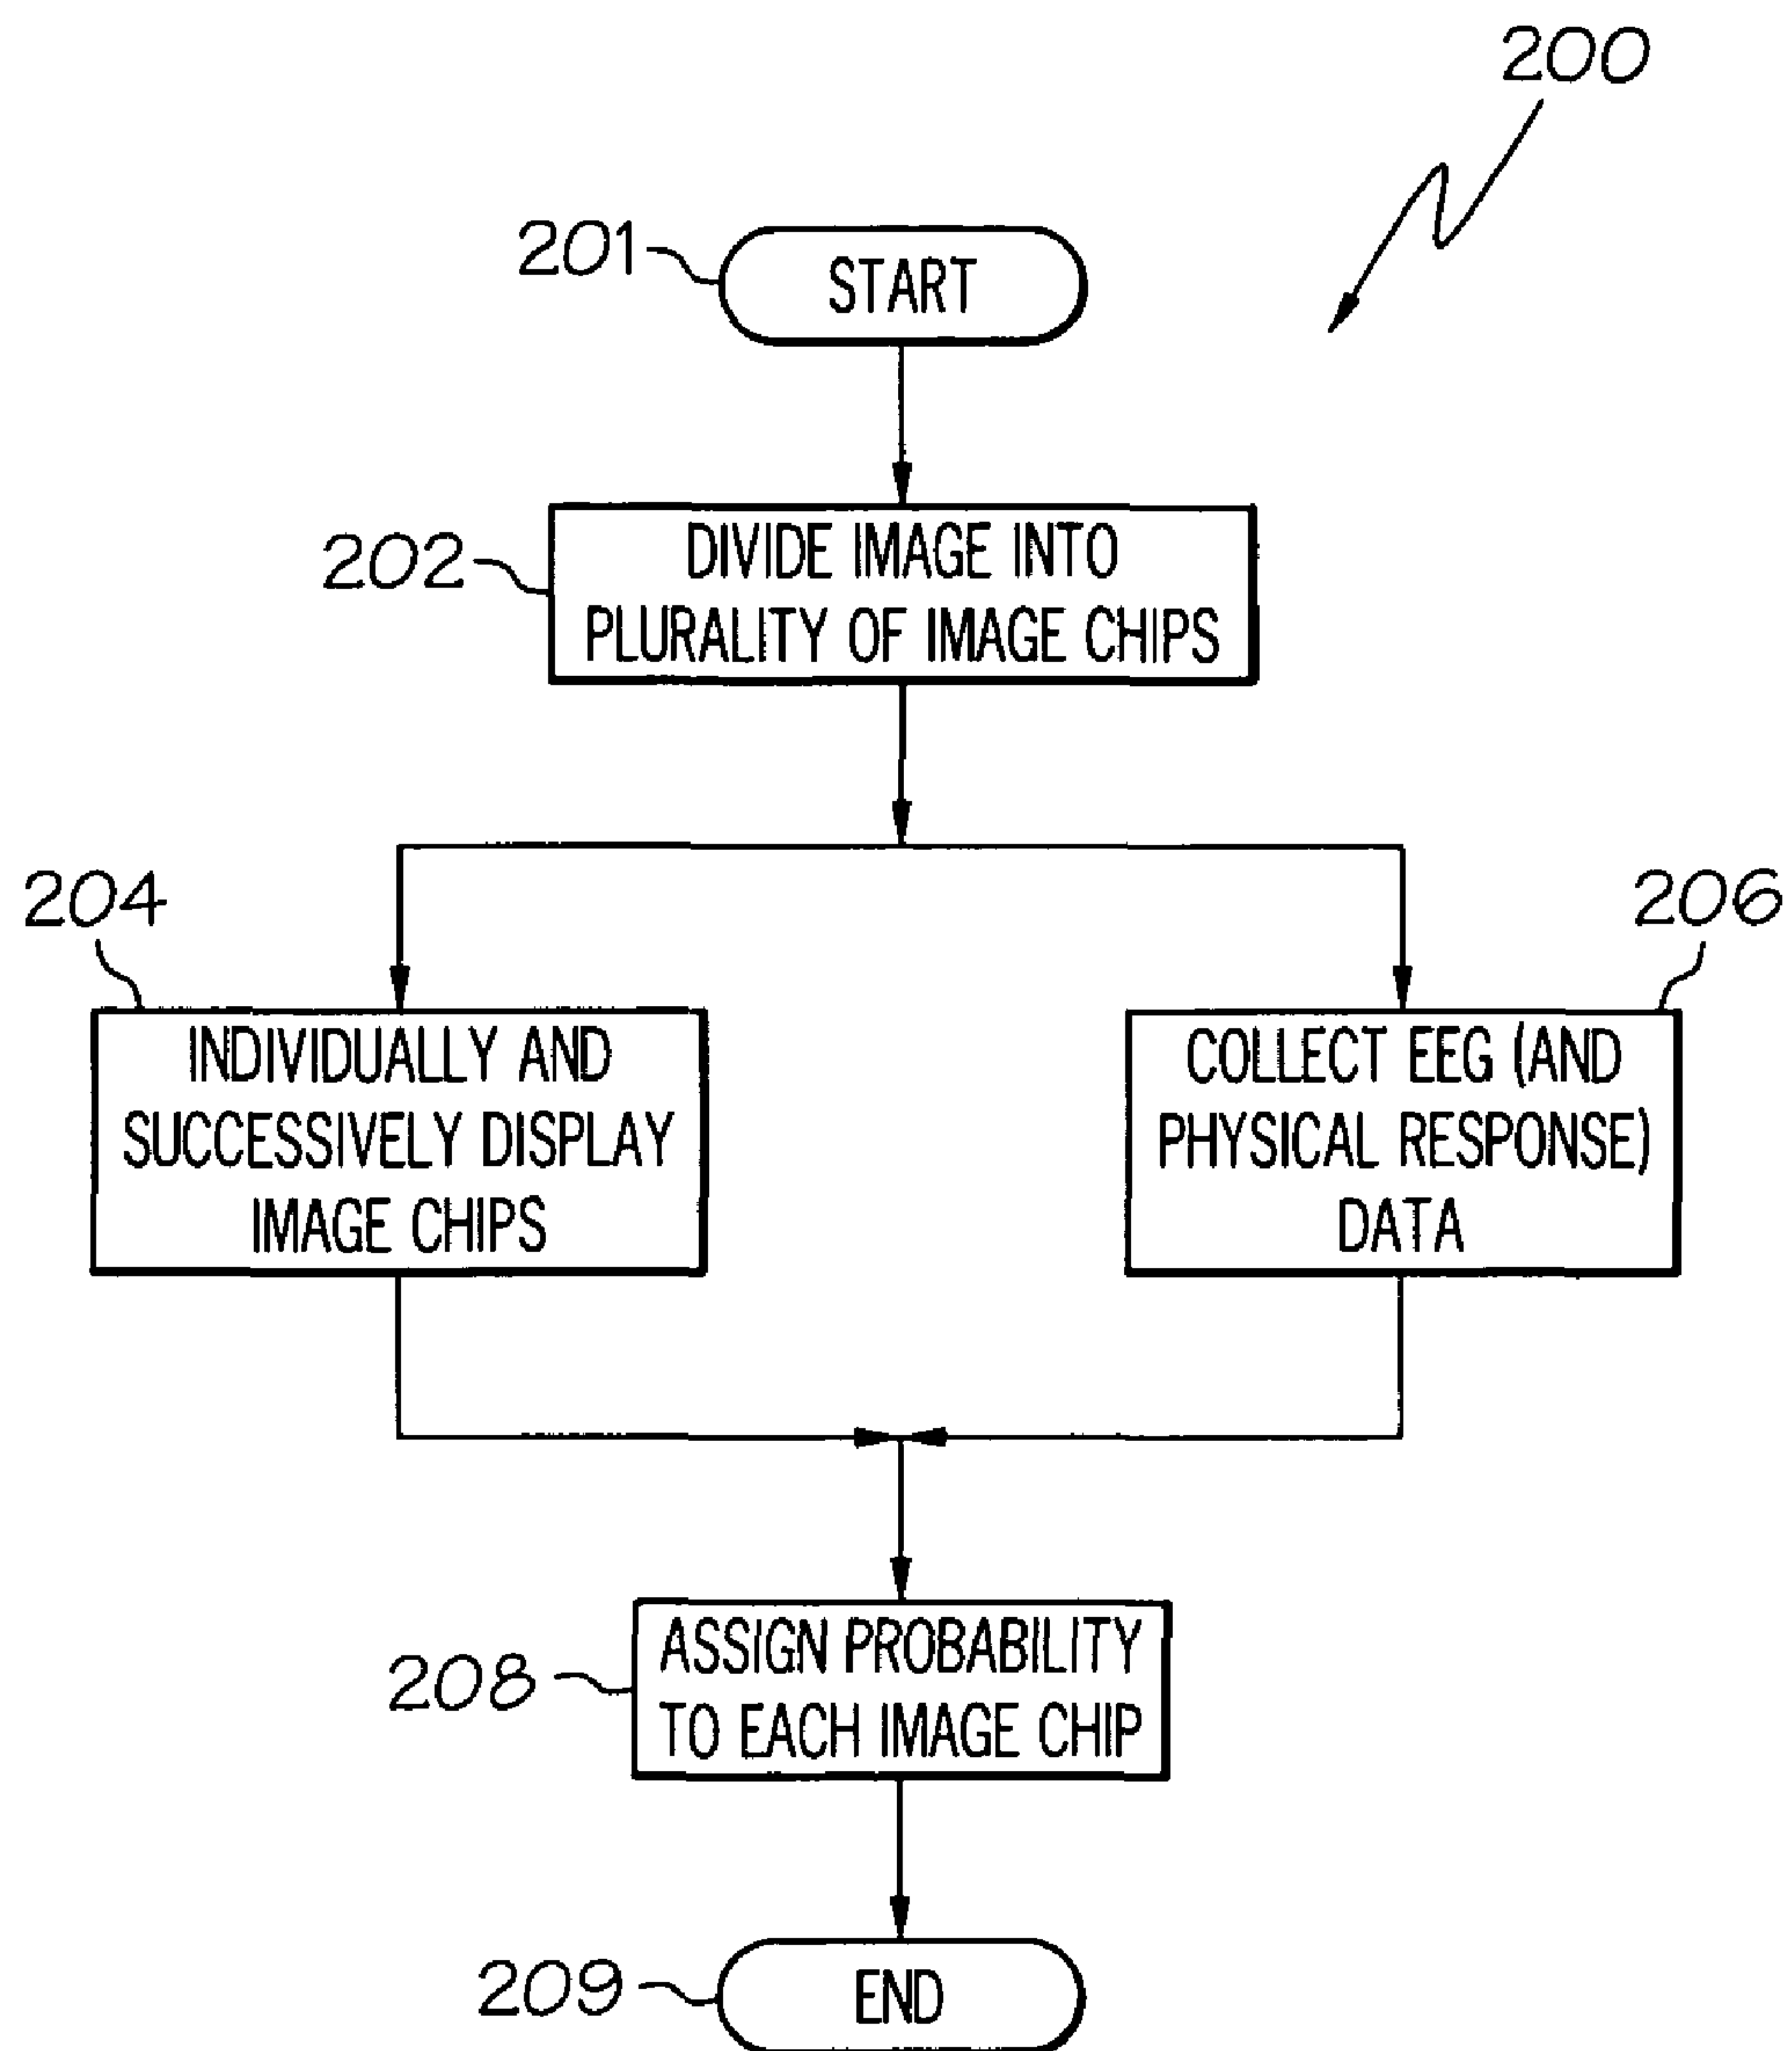 200
201
START
202
DIVIDE IMAGE INTO
PLURALITY OF IMAGE CHIPS
204
INDIVIDUALLY AND
SUCCESSIVELY DISPLAY
IMAGE CHIPS
206
COLLECT EEG (AND
PHYSICAL RESPONSE)
DATA
208
ASSIGN PROBABILITY
TO EACH IMAGE CHIP
209
END